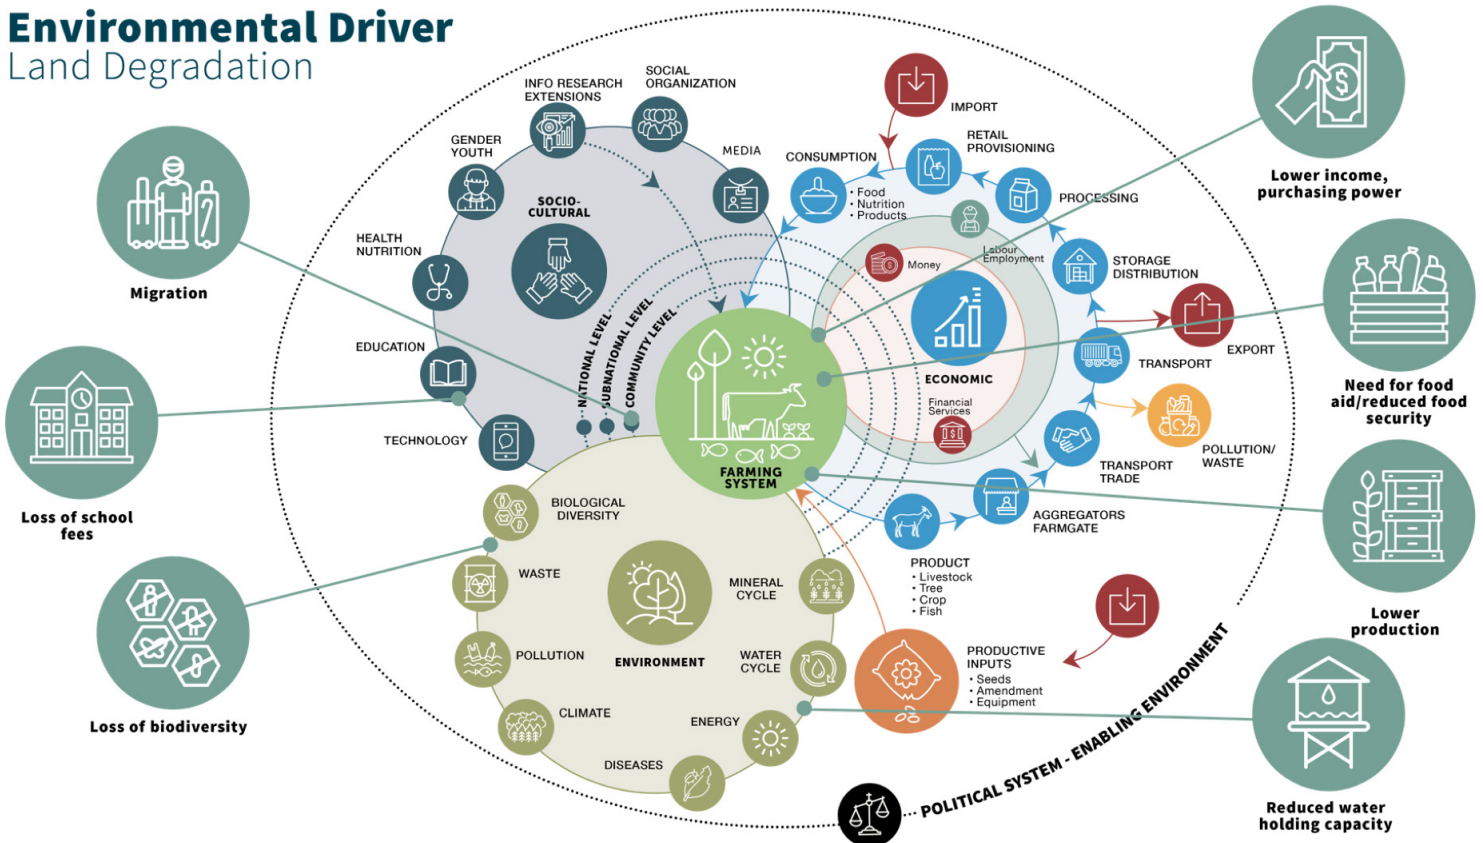 Environmental Driver
Land Degradation
Migration
Loss of school
fees
Loss of biodiversity
INFO RESEARCH
EXTENSIONS
SOCIAL
ORGANIZATION
GENDER
YOUTH
MEDIA
SOCIO-
CULTURAL
HEALTH
NUTRITION
EDUCATION
TECHNOLOGY
NATIONAL LEVEL
SUBNATIONAL LEVEL
COMMUNITY LEVEL
FARMING
SYSTEM
BIOLOGICAL
DIVERSITY
WASTE
POLLUTION
CLIMATE
DISEASES
ENERGY
WATER
CYCLE
MINERAL
CYCLE
ENVIRONMENT
IMPORT
RETAIL
PROVISIONING
CONSUMPTION
• Food
• Nutrition
• Products
PROCESSING
Labour
Employment
Money
STORAGE
DISTRIBUTION
EXPORT
TRANSPORT
ECONOMIC
Financial
Services
POLLUTION/
WASTE
TRANSPORT
TRADE
AGGREGATORS
FARMGATE
PRODUCT
• Livestock
• Tree
• Crop
• Fish
PRODUCTIVE
INPUTS
• Seeds
• Amendment
• Equipment
POLITICAL SYSTEM - ENABLING ENVIRONMENT
Lower income,
purchasing power
Need for food
aid/reduced food
security
Lower
production
Reduced water
holding capacity